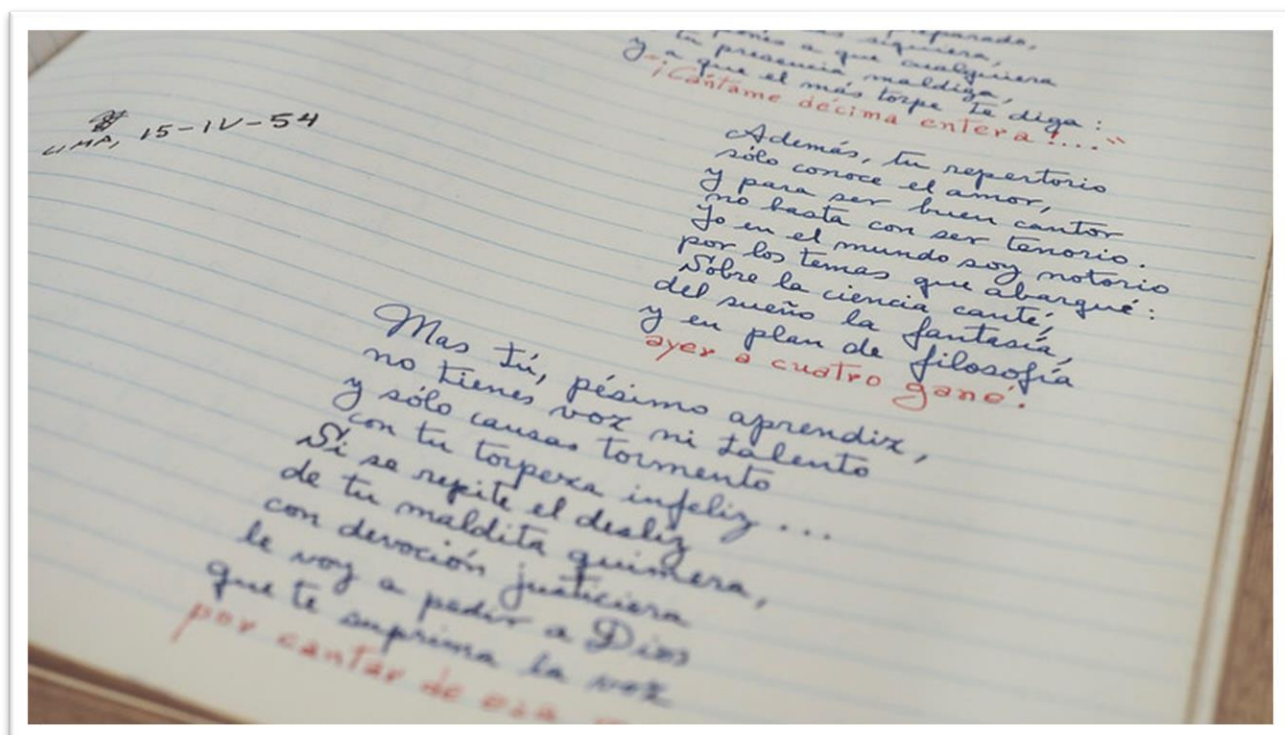 siquiera,
a que cualquiera
tu presencia maldiga,
y a que el más torpe te diga:
"¡Cántame décima entera!..."
LIMA, 15-IV-54
Además, tu repertorio
sólo conoce el amor,
y para ser buen cantor
no basta con ser tenorio.
Yo en el mundo soy notorio
por los temas que abarqué:
Sobre la ciencia canté,
del sueño la fantasía,
y en plan de filosofía
ayer a cuatro gané.
Mas tú, pésimo aprendiz,
no tienes voz ni talento
y sólo causas tormento
con tu torpeza infeliz...
Si se repite el desliz
de tu maldita quimera,
con devoción justiciera
le voy a pedir a Dios
que te suprima la voz
por cantar de esa